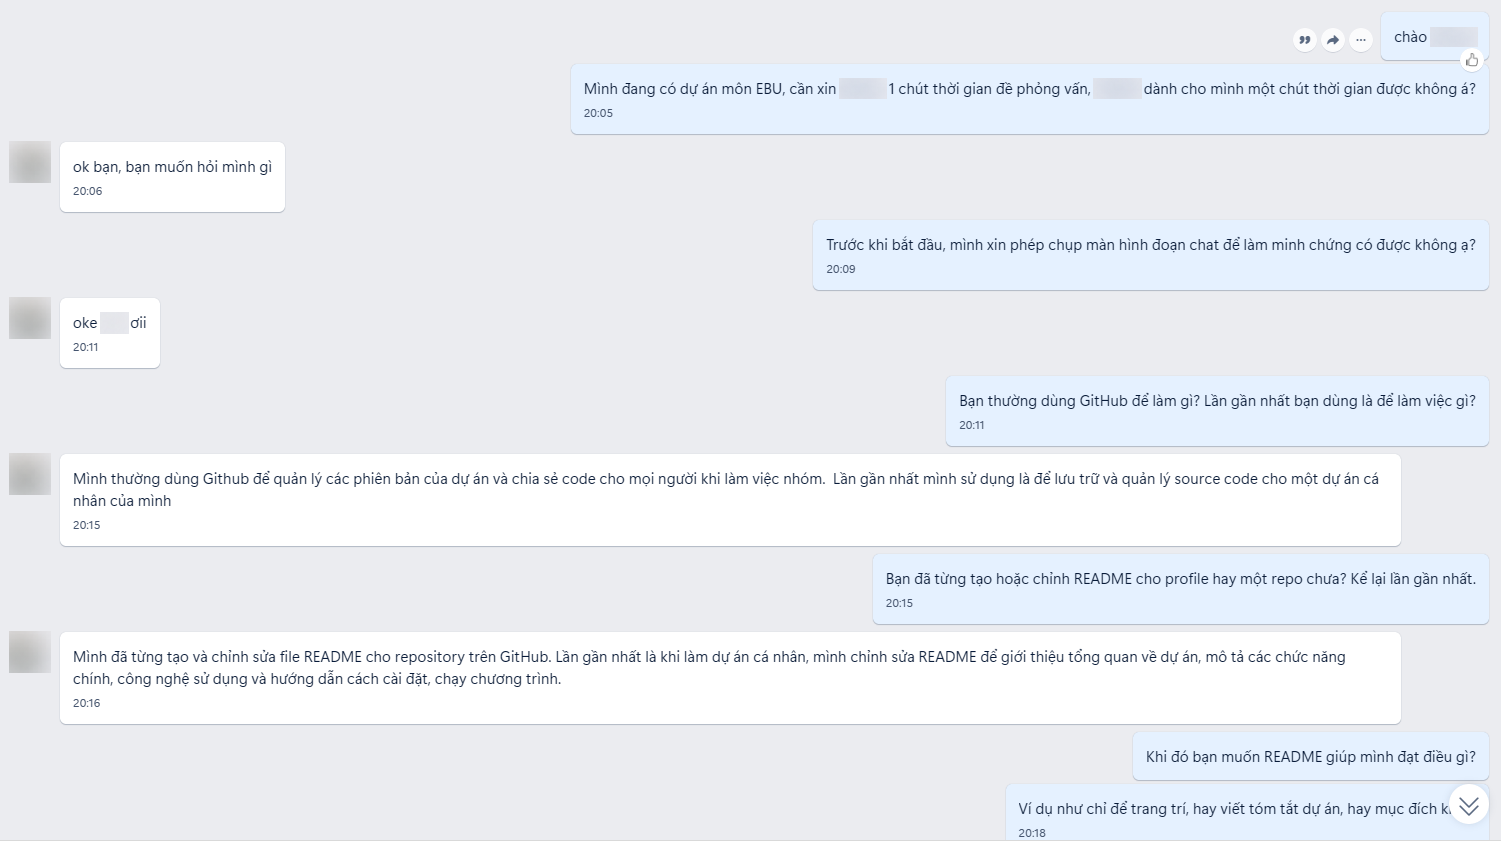 chào
Mình đang có dự án môn EBU, cần xin 1 chút thời gian đề phỏng vấn, dành cho mình một chút thời gian được không á?
20:05
ok bạn, bạn muốn hỏi mình gì
20:06
Trước khi bắt đầu, mình xin phép chụp màn hình đoạn chat để làm minh chứng có được không ạ?
20:09
oke ơii
20:11
Bạn thường dùng GitHub để làm gì? Lần gần nhất bạn dùng là để làm việc gì?
20:11
Mình thường dùng Github để quản lý các phiên bản của dự án và chia sẻ code cho mọi người khi làm việc nhóm.  Lần gần nhất mình sử dụng là để lưu trữ và quản lý source code cho một dự án cá
nhân của mình
20:15
Bạn đã từng tạo hoặc chỉnh README cho profile hay một repo chưa? Kể lại lần gần nhất.
20:15
Mình đã từng tạo và chỉnh sửa file README cho repository trên GitHub. Lần gần nhất là khi làm dự án cá nhân, mình chỉnh sửa README để giới thiệu tổng quan về dự án, mô tả các chức năng
chính, công nghệ sử dụng và hướng dẫn cách cài đặt, chạy chương trình.
20:16
Khi đó bạn muốn README giúp mình đạt điều gì?
Ví dụ như chỉ để trang trí, hay viết tóm tắt dự án, hay mục đích
20:18